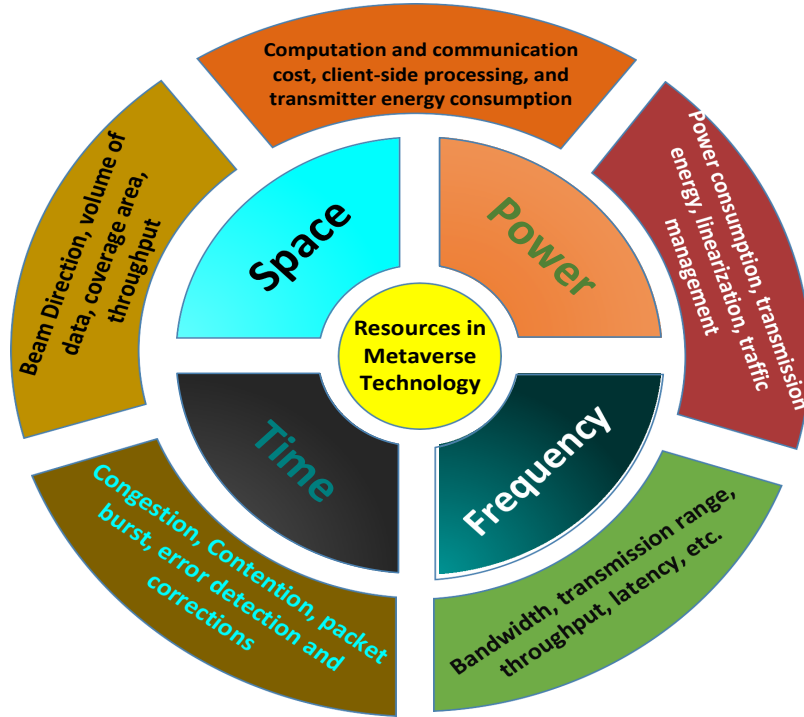 Computation and communication
cost, client-side processing, and
transmitter energy consumption
Beam Direction, volume of
data, coverage area,
throughput
Power consumption, transmission
energy, linearization, traffic
management
Space
Power
Resources in
Metaverse
Technology
Time
Frequency
Congestion, Contention, packet
burst, error detection and
corrections
Bandwidth, transmission range,
throughput, latency, etc.